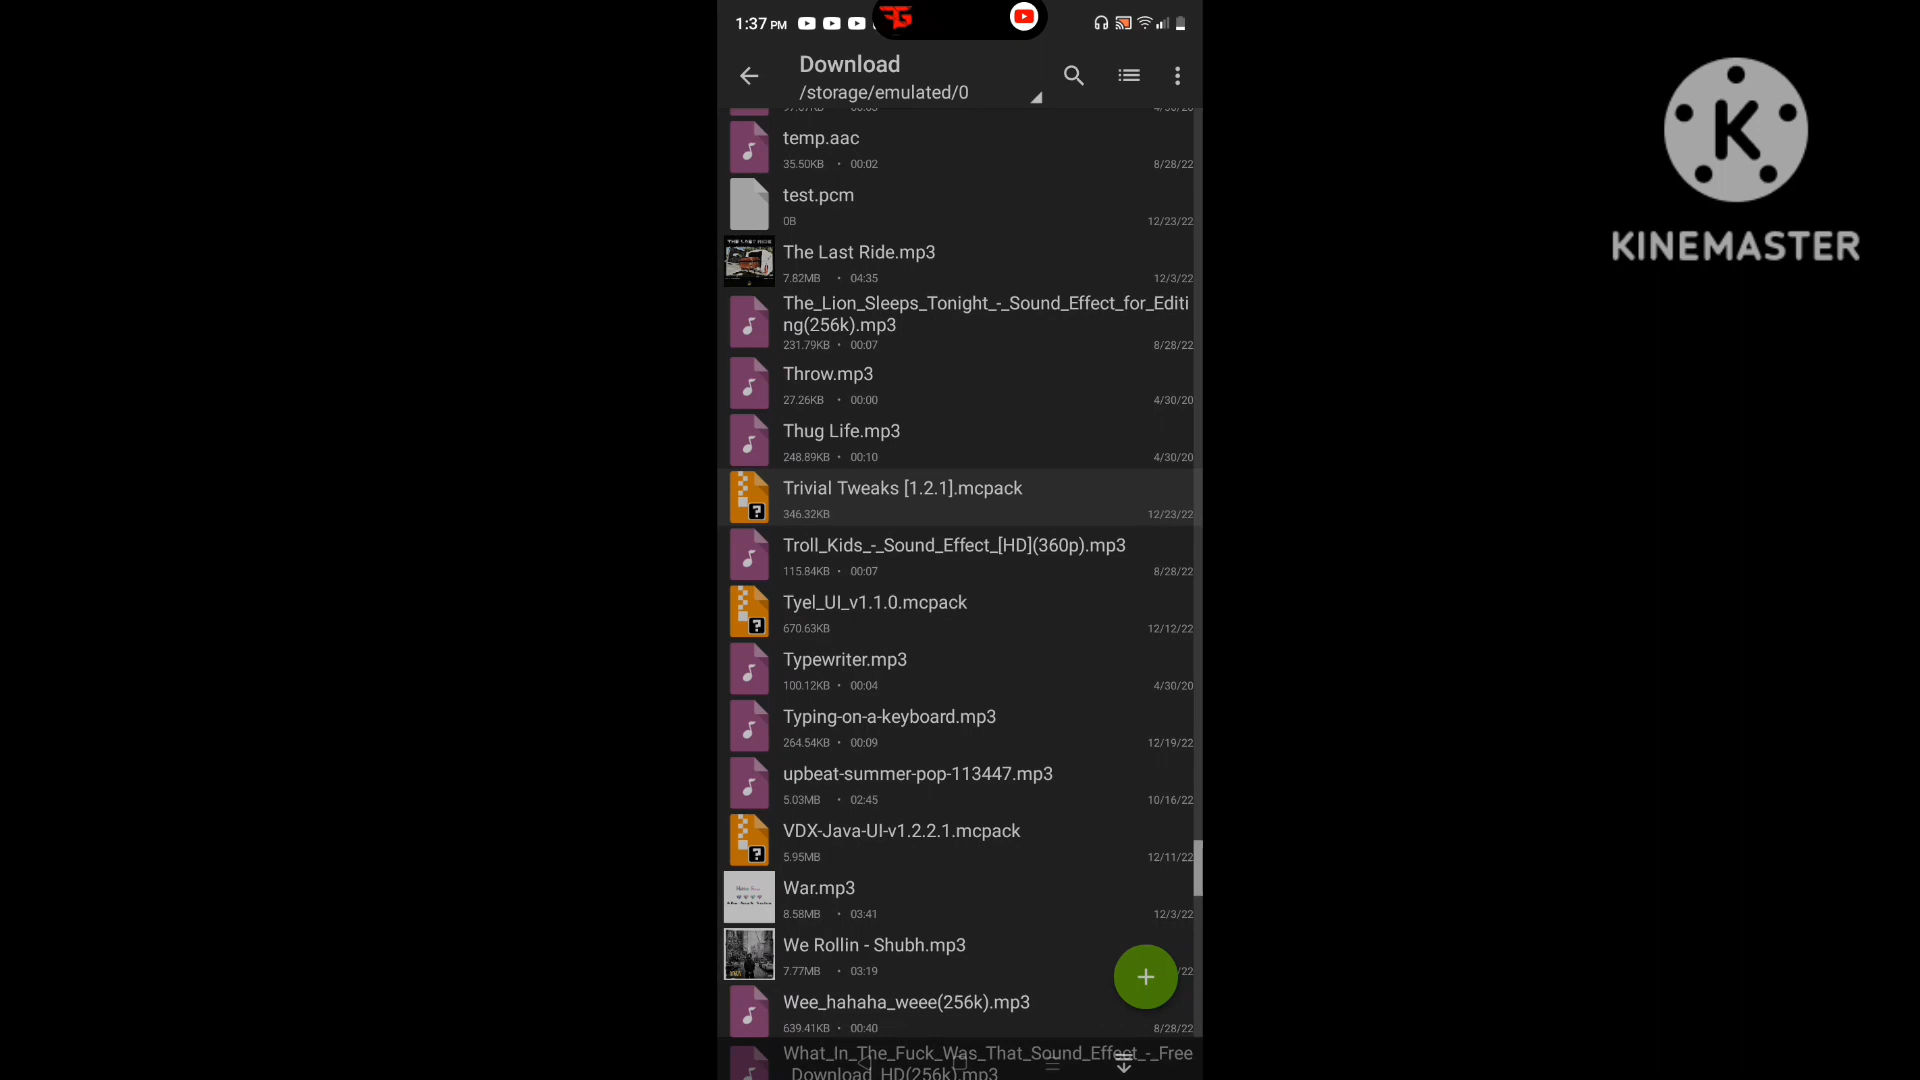 1:37 PM
Download
/storage/emulated/0
temp.aac
35.50KB • 00:02 8/28/22
test.pcm
0B 12/23/22
The Last Ride.mp3
7.82MB • 04:35 12/3/22
The_Lion_Sleeps_Tonight_-_Sound_Effect_for_Editi
ng(256k).mp3
231.79KB • 00:07 8/28/22
Throw.mp3
27.26KB • 00:00 4/30/20
Thug Life.mp3
248.89KB • 00:10 4/30/20
Trivial Tweaks [1.2.1].mcpack
346.32KB 12/23/22
Troll_Kids_-_Sound_Effect_[HD](360p).mp3
115.84KB • 00:07 8/28/22
Tyel_UI_v1.1.0.mcpack
670.63KB 12/12/22
Typewriter.mp3
100.12KB • 00:04 4/30/20
Typing-on-a-keyboard.mp3
264.54KB • 00:09 12/19/22
upbeat-summer-pop-113447.mp3
5.03MB • 02:45 10/16/22
VDX-Java-UI-v1.2.2.1.mcpack
5.95MB 12/11/22
War.mp3
8.58MB • 03:41 12/3/22
We Rollin - Shubh.mp3
7.77MB • 03:19 /22
Wee_hahaha_weee(256k).mp3
639.41KB • 00:40 8/28/22
What_In_The_Fuck_Was_That_Sound_Effect_-_Free
_Download_HD(256k).mp3
K
KINEMASTER